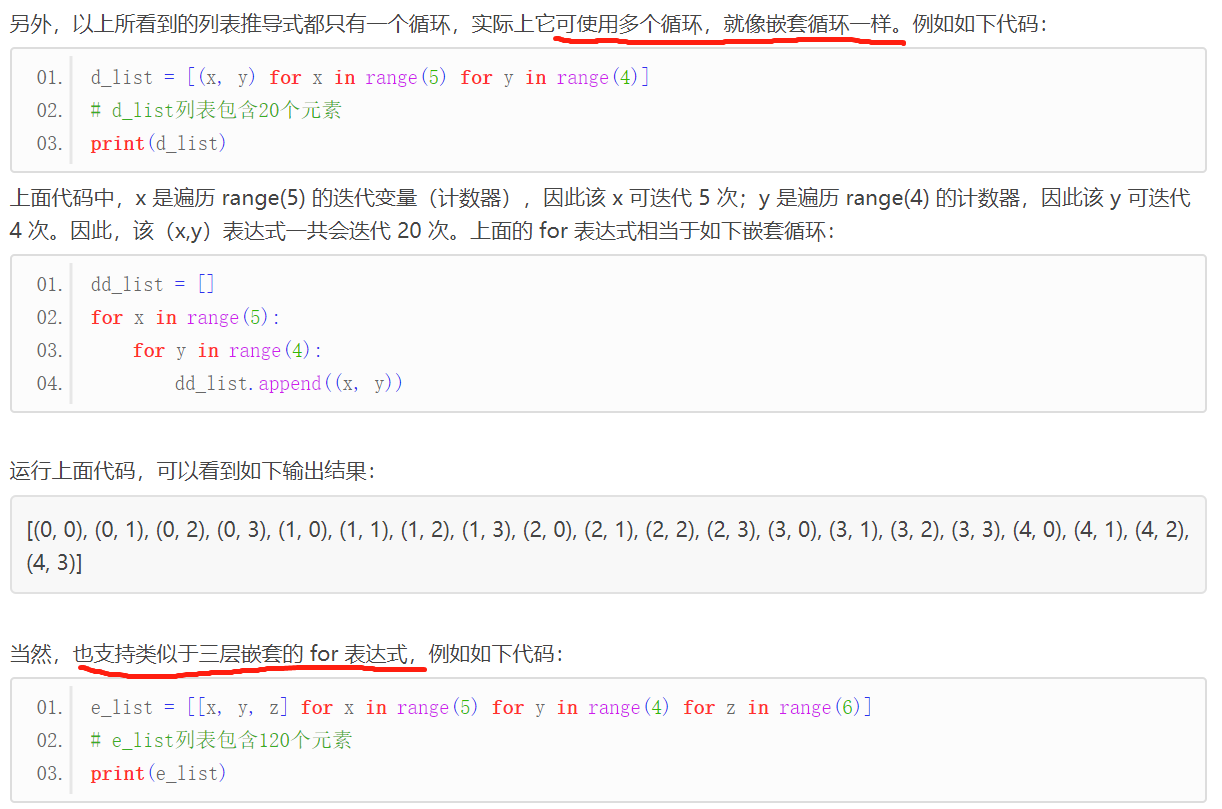 另外，以上所看到的列表推导式都只有一个循环，实际上它可使用多个循环，就像嵌套循环一样。例如如下代码：
01. d_list = [(x, y) for x in range(5) for y in range(4)]
02. # d_list列表包含20个元素
03. print(d_list)
上面代码中，x 是遍历 range(5) 的迭代变量（计数器），因此该 x 可迭代 5 次；y 是遍历 range(4) 的计数器，因此该 y 可迭代
4 次。因此，该（x,y）表达式一共会迭代 20 次。上面的 for 表达式相当于如下嵌套循环：
01. dd_list = []
02. for x in range(5):
03.     for y in range(4):
04.         dd_list.append((x, y))
运行上面代码，可以看到如下输出结果：
[(0, 0), (0, 1), (0, 2), (0, 3), (1, 0), (1, 1), (1, 2), (1, 3), (2, 0), (2, 1), (2, 2), (2, 3), (3, 0), (3, 1), (3, 2), (3, 3), (4, 0), (4, 1), (4, 2),
(4, 3)]
当然，也支持类似于三层嵌套的 for 表达式，例如如下代码：
01. e_list = [[x, y, z] for x in range(5) for y in range(4) for z in range(6)]
02. # e_list列表包含120个元素
03. print(e_list)